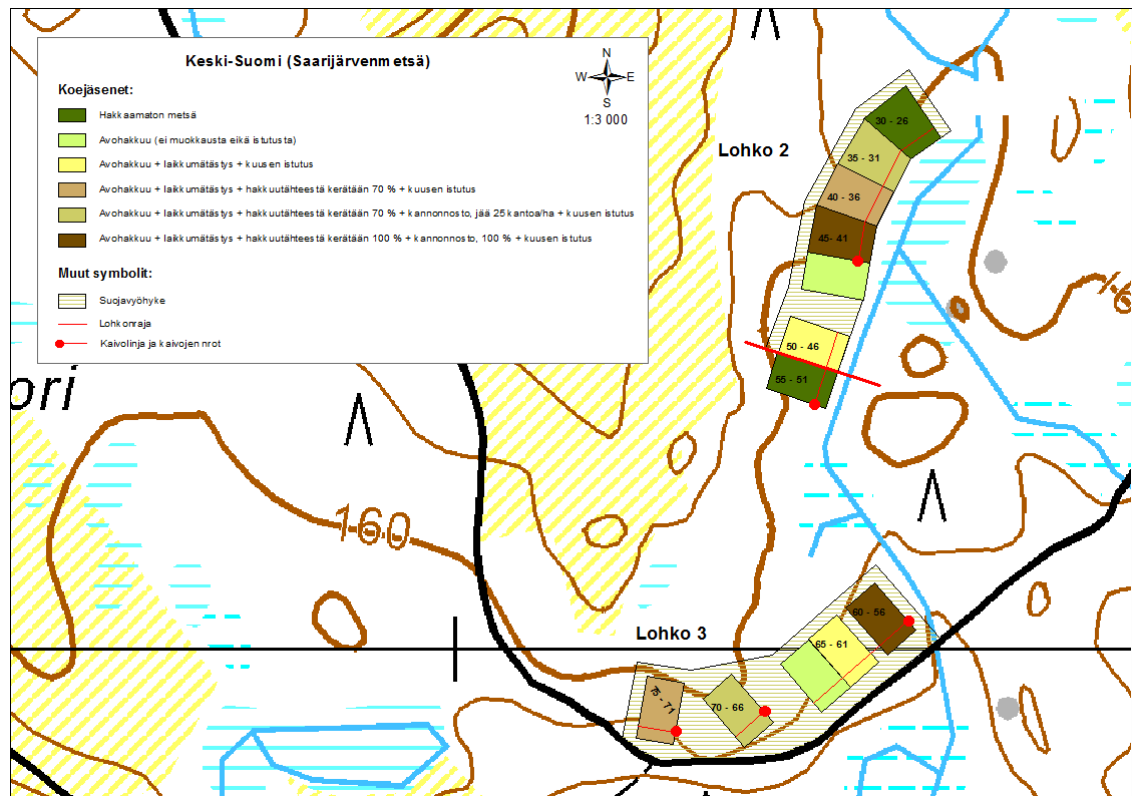 Keski-Suomi (Saarijärvenmetsä)
N
W E
S
1:3 000
Koejäsenet:
Hakkaamaton metsä
Avohakkuu (ei muokkausta eikä istutusta)
Avohakkuu + laikkumätästys + kuusen istutus
Avohakkuu + laikkumätästys + hakkuutähteestä kerätään 70 % + kuusen istutus
Avohakkuu + laikkumätästys + hakkuutähteestä kerätään 70 % + kannonnosto, jää 25 kantoa/ha + kuusen istutus
Avohakkuu + laikkumätästys + hakkuutähteestä kerätään 100 % + kannonnosto, 100 % + kuusen istutus
Muut symbolit:
Suojavyöhyke
Lohkonraja
Kaivolinja ja kaivojen nrot
Lohko 2
30 - 26
35 - 31
40 - 36
45 - 41
50 - 46
55 - 51
ori
160
Lohko 3
60 - 56
65 - 61
70 - 66
75 - 71